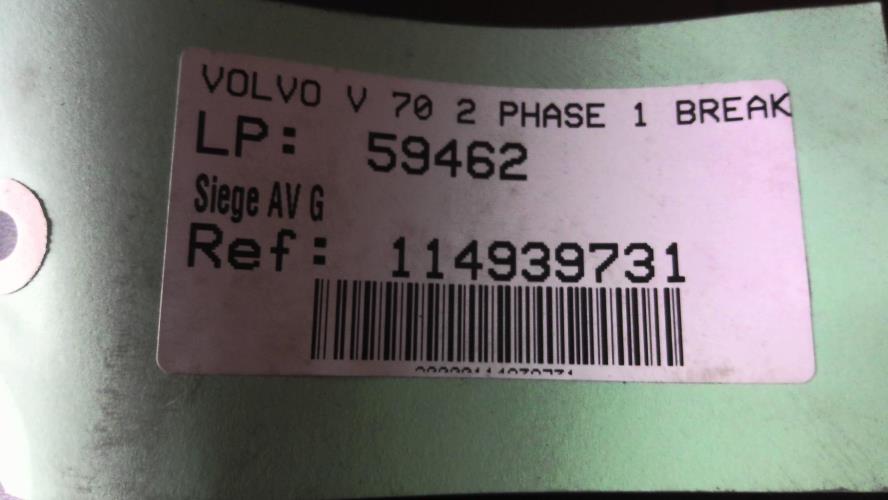 VOLVO V 70 2 PHASE 1 BREAK
LP: 59462
Siege AV G
Ref: 114939731